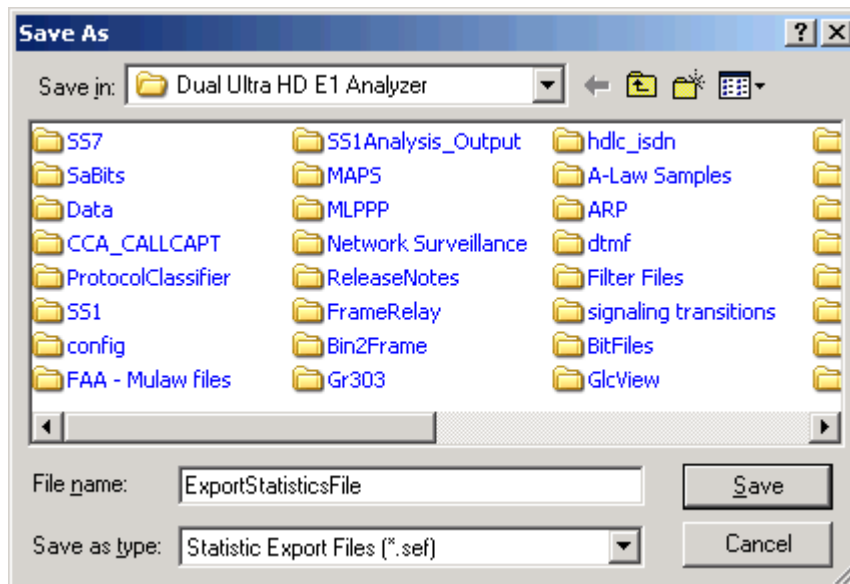 Save As
Save in: Dual Ultra HD E1 Analyzer
SS7 SS1Analysis_Output hdlc_isdn
SaBits MAPS A-Law Samples
Data MLPPP ARP
CCA_CALLCAPT Network Surveillance dtmf
ProtocolClassifier ReleaseNotes Filter Files
SS1 FrameRelay signaling transitions
config Bin2Frame BitFiles
FAA - Mulaw files Gr303 GlcView
File name: ExportStatisticsFile Save
Save as type: Statistic Export Files (*.sef) Cancel